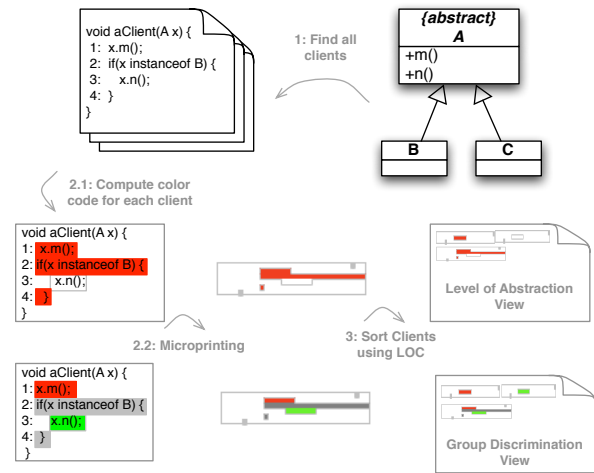 void aClient(A x) {
1: x.m();
2: if(x instanceof B) {
3: x.n();
4: }
}
1: Find all
clients
{abstract}
A
+m()
+n()
B
C
2.1: Compute color
code for each client
void aClient(A x) {
1: x.m();
2: if(x instanceof B) {
3: x.n();
4: }
}
2.2: Microprinting
3: Sort Clients
using LOC
Level of Abstraction
View
void aClient(A x) {
1: x.m();
2: if(x instanceof B) {
3: x.n();
4: }
}
Group Discrimination
View